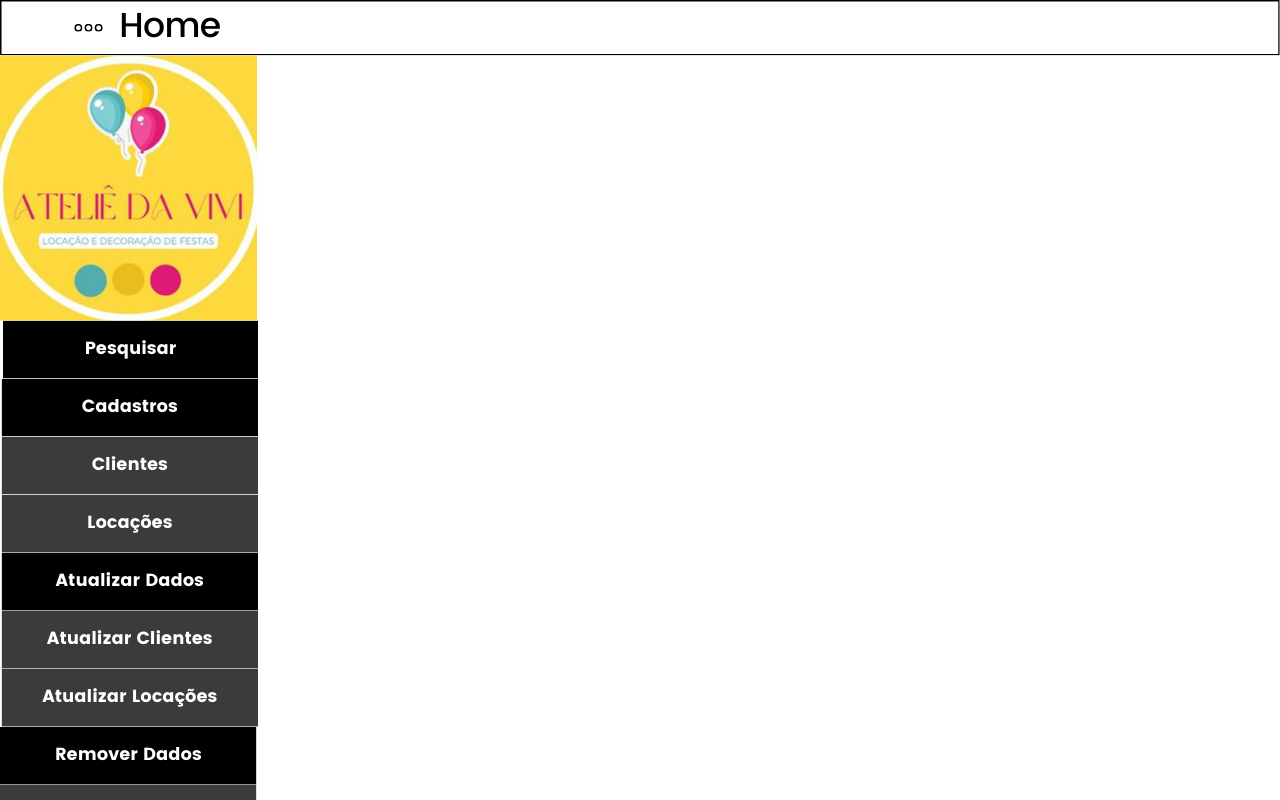 Home
ATELIÊ DA VIVI
LOCAÇÃO E DECORAÇÃO DE FESTAS
Pesquisar
Cadastros
Clientes
Locações
Atualizar Dados
Atualizar Clientes
Atualizar Locações
Remover Dados